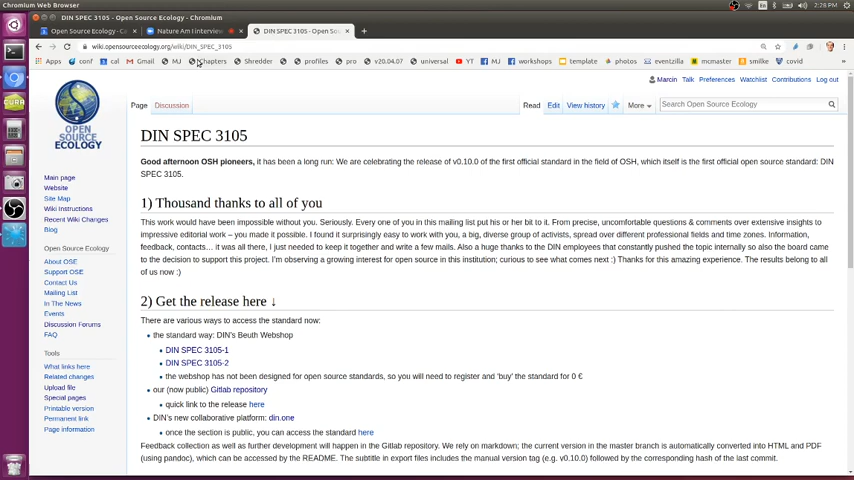 Chromium Web Browser
En
2:28 PM
DIN SPEC 3105 - Open Source Ecology - Chromium
Open Source Ecology - C
Nature Am I interview
DIN SPEC 3105 - Open Sou
wiki.opensourceecology.org/wiki/DIN_SPEC_3105
Apps conf cal Gmail MJ Chapters Shredder profiles pro v20.04.07 universal YT MJ workshops template photos eventzilla mcmaster smilke covid
Marcin Talk Preferences Watchlist Contributions Log out
Page Discussion Read Edit View history More Search Open Source Ecology
OPEN SOURCE ECOLOGY
Main page
Website
Site Map
Wiki Instructions
Recent Wiki Changes
Blog
Open Source Ecology
About OSE
Support OSE
Contact Us
Mailing List
In The News
Events
Discussion Forums
FAQ
Tools
What links here
Related changes
Upload file
Special pages
Printable version
Permanent link
Page information
DIN SPEC 3105
Good afternoon OSH pioneers, it has been a long run: We are celebrating the release of v0.10.0 of the first official standard in the field of OSH, which itself is the first official open source standard: DIN
SPEC 3105.
1) Thousand thanks to all of you
This work would have been impossible without you. Seriously. Every one of you in this mailing list put his or her bit to it. From precise, uncomfortable questions & comments over extensive insights to
impressive editorial work – you made it possible. I found it surprisingly easy to work with you, a big, diverse group of activists, spread over different professional fields and time zones. Information,
feedback, contacts… it was all there, I just needed to keep it together and write a few mails. Also a huge thanks to the DIN employees that constantly pushed the topic internally so also the board came
to the decision to support this project. I'm observing a growing interest for open source in this institution; curious to see what comes next :) Thanks for this amazing experience. The results belong to all
of us now :)
2) Get the release here ↓
There are various ways to access the standard now:
the standard way: DIN's Beuth Webshop
DIN SPEC 3105-1
DIN SPEC 3105-2
the webshop has not been designed for open source standards, so you will need to register and 'buy' the standard for 0 €
our (now public) Gitlab repository
quick link to the release here
DIN's new collaborative platform: din.one
once the section is public, you can access the standard here
Feedback collection as well as further development will happen in the Gitlab repository. We rely on markdown; the current version in the master branch is automatically converted into HTML and PDF
(using pandoc), which can be accessed by the README. The subtitle in export files includes the manual version tag (e.g. v0.10.0) followed by the corresponding hash of the last commit.